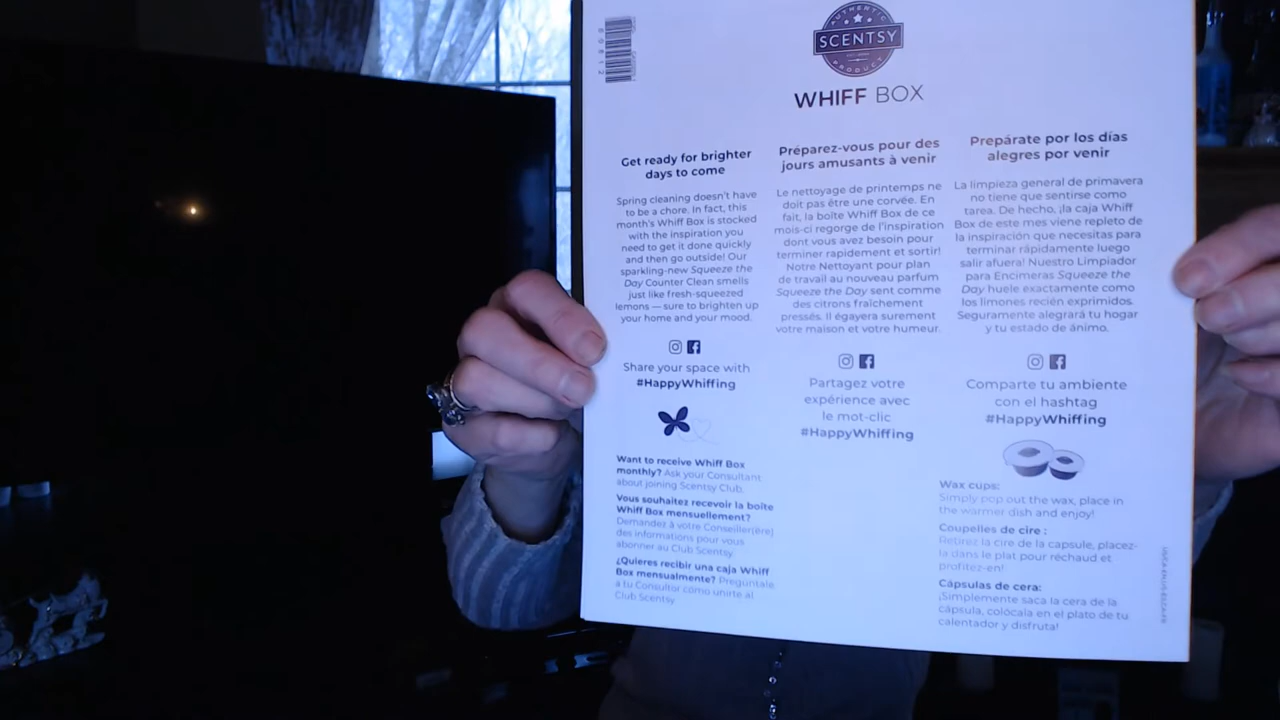 AUTHENTIC
SCENTSY
PRODUCT
WHIFF BOX
Get ready for brighter
days to come
Spring cleaning doesn't have
to be a chore. In fact, this
month's Whiff Box is stocked
with the inspiration you
need to get it done quickly
and then go outside! Our
sparkling-new Squeeze the
Day Counter Clean smells
just like fresh-squeezed
lemons — sure to brighten up
your home and your mood.
Share your space with
#HappyWhiffing
Préparez-vous pour des
jours amusants à venir
Le nettoyage de printemps ne
doit pas être une corvée. En
fait, la boîte Whiff Box de ce
mois-ci regorge de l'inspiration
dont vous avez besoin pour
terminer rapidement et sortir!
Notre Nettoyant pour plan
de travail au nouveau parfum
Squeeze the Day sent comme
des citrons fraîchement
pressés. Il égayera surement
votre maison et votre humeur.
Partagez votre
expérience avec
le mot-clic
#HappyWhiffing
Prepárate por los días
alegres por venir
La limpieza general de primavera
no tiene que sentirse como
tarea. De hecho, ¡la caja Whiff
Box de este mes viene repleto de
la inspiración que necesitas para
terminar rápidamente luego
salir afuera! Nuestro Limpiador
para Encimeras Squeeze the
Day huele exactamente como
los limones recién exprimidos.
Seguramente alegrará tu hogar
y tu estado de ánimo.
Comparte tu ambiente
con el hashtag
#HappyWhiffing
Want to receive Whiff Box
monthly? Ask your Consultant
about joining Scentsy Club.
Vous souhaitez recevoir la boîte
Whiff Box mensuellement?
Demandez à votre Conseiller(ère)
des informations pour vous
abonner au Club Scentsy.
¿Quieres recibir una caja Whiff
Box mensualmente? Pregúntale
a tu Consultor cómo unirte al
Club Scentsy.
Wax cups:
Simply pop out the wax, place in
the warmer dish and enjoy!
Coupelles de cire :
Retirez la cire de la capsule, placez-
la dans le plat pour réchaud et
profitez-en!
Cápsulas de cera:
¡Simplemente saca la cera de la
cápsula, colócala en el plato de tu
calentador y disfruta!